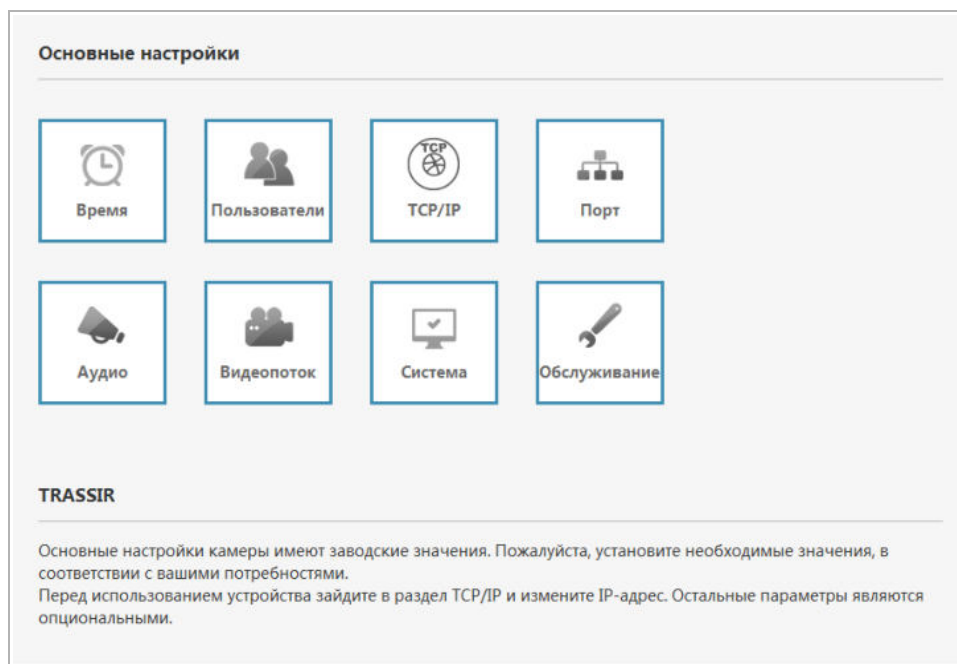 Основные настройки
TCP
Время
Пользователи
TCP/IP
Порт
Аудио
Видеопоток
Система
Обслуживание
TRASSIR
Основные настройки камеры имеют заводские значения. Пожалуйста, установите необходимые значения, в
соответствии с вашими потребностями.
Перед использованием устройства зайдите в раздел TCP/IP и измените IP-адрес. Остальные параметры являются
опциональными.